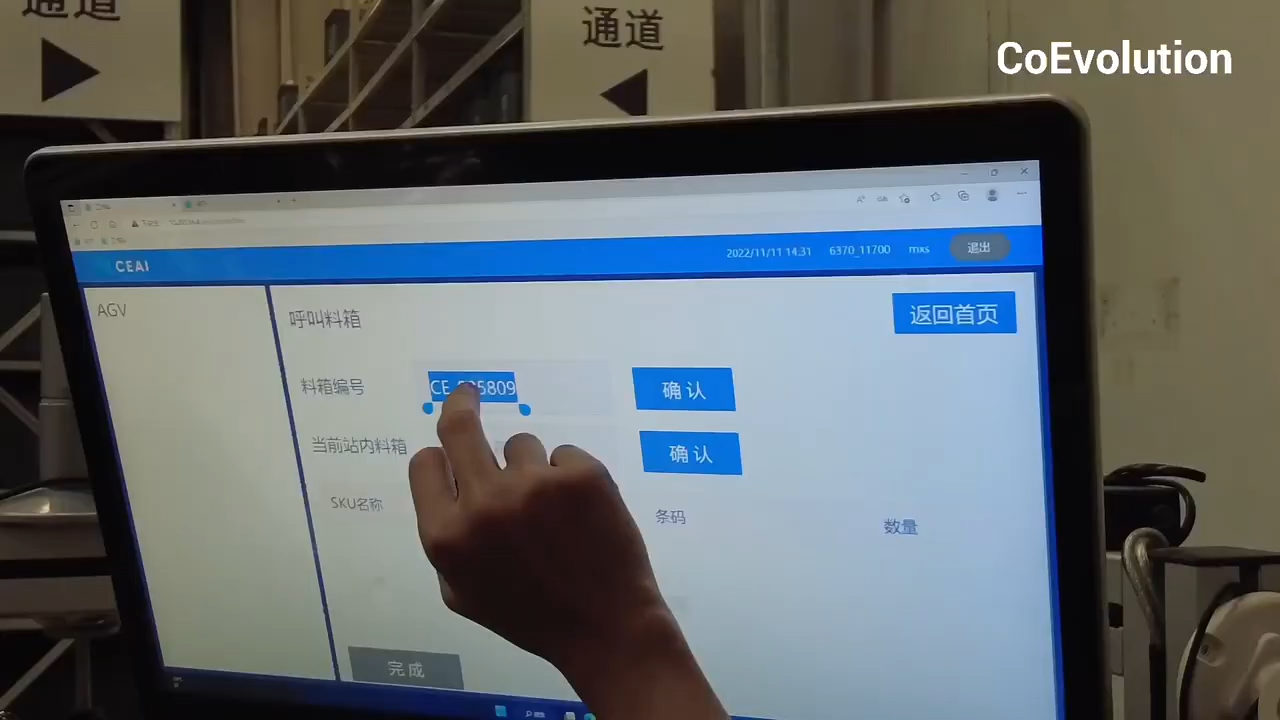 通道
通道
CoEvolution
CEAI
2022/11/11 14:31 6370_11700 mxs 退出
AGV
呼叫料箱
返回首页
料箱编号
确认
当前站内料箱
确认
SKU名称
条码
数量
完成